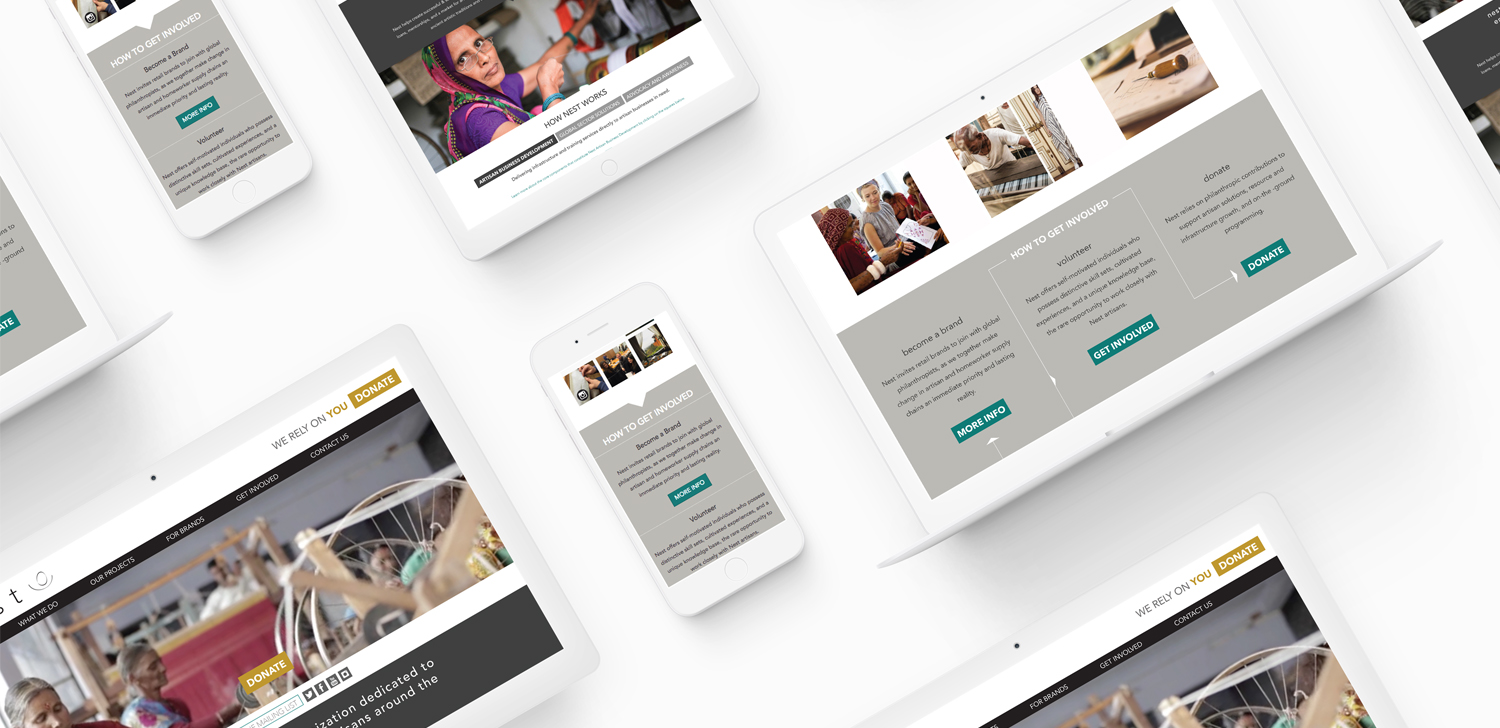 HOW TO GET INVOLVED
Become a Brand
Nest invites retail brands to join with global
philanthropists, as we together make change in
artisan and homeworker supply chains an
immediate priority and lasting reality.
MORE INFO
Volunteer
Nest offers self-motivated individuals who possess
distinctive skill sets, cultivated experiences, and a
unique knowledge base, the rare opportunity to
work closely with Nest artisans.
HOW NEST WORKS
ARTISAN BUSINESS DEVELOPMENT
GLOBAL SECTOR SOLUTIONS
ADVOCACY AND AWARENESS
Delivering infrastructure and training services directly to artisan businesses in need.
HOW TO GET INVOLVED
become a brand
Nest invites retail brands to join with global
philanthropists, as we together make
change in artisan and homeworker supply
chains an immediate priority and lasting
reality.
MORE INFO
volunteer
Nest offers self-motivated individuals who
possess distinctive skill sets, cultivated
experiences, and a unique knowledge base,
the rare opportunity to work closely with
Nest artisans.
GET INVOLVED
donate
Nest relies on philanthropic contributions to
support artisan solutions, resource and
infrastructure growth, and on-the -ground
programming.
DONATE
HOW TO GET INVOLVED
Become a Brand
Nest invites retail brands to join with global
philanthropists, as we together make change in
artisan and homeworker supply chains an
immediate priority and lasting reality.
MORE INFO
Volunteer
Nest offers self-motivated individuals who possess
distinctive skill sets, cultivated experiences, and a
unique knowledge base, the rare opportunity to
work closely with Nest artisans.
WE RELY ON YOU DONATE
WHAT WE DO
OUR PROJECTS
FOR BRANDS
GET INVOLVED
CONTACT US
DONATE
MAILING LIST
ization dedicated to
sans around the
WE RELY ON YOU DONATE
FOR BRANDS
GET INVOLVED
CONTACT US